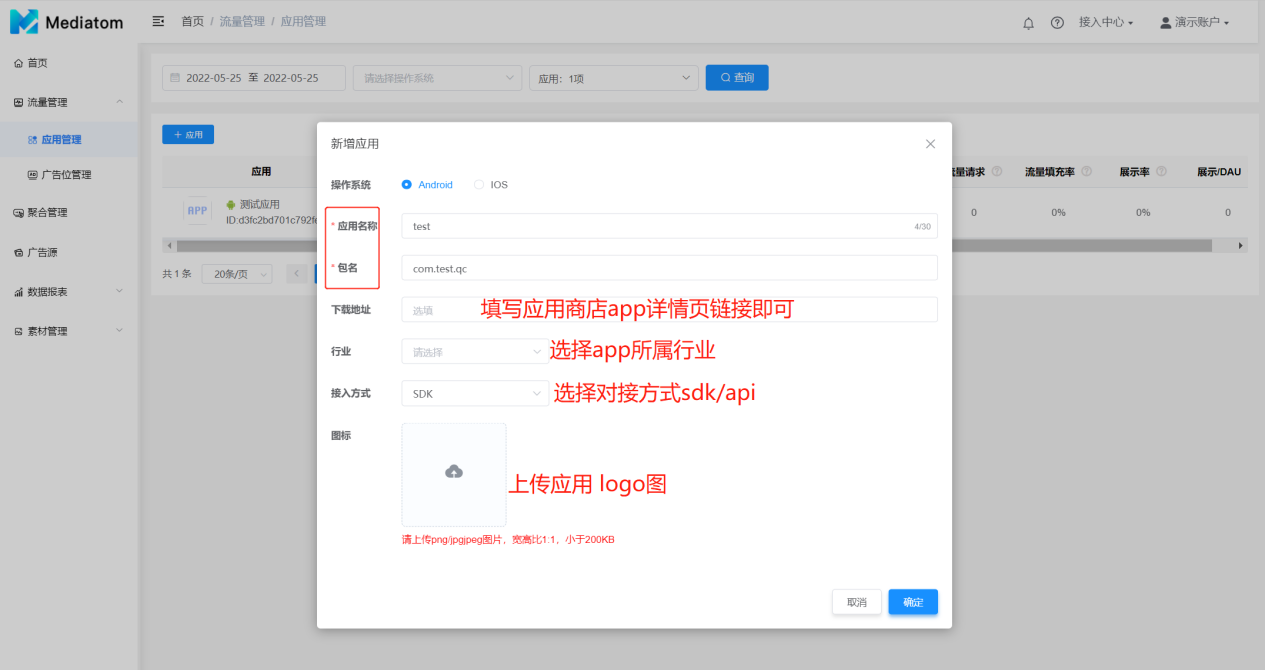 Mediatom
首页 / 流量管理 / 应用管理
接入中心
演示账户
首页
流量管理
应用管理
广告位管理
聚合管理
广告源
数据报表
素材管理
2022-05-25 至 2022-05-25
请选择操作系统
应用：1项
查询
+ 应用
应用
流量请求
流量填充率
展示率
展示/DAU
APP
测试应用
ID:d3fc2bd701c792fe
0
0%
0%
0
共 1 条
20条/页
新增应用
操作系统
Android
IOS
* 应用名称
test
4/30
* 包名
com.test.qc
下载地址
选填
填写应用商店app详情页链接即可
行业
请选择
选择app所属行业
接入方式
SDK
选择对接方式sdk/api
图标
上传应用 logo图
请上传png/jpgjpeg图片，宽高比1:1，小于200KB
取消
确定